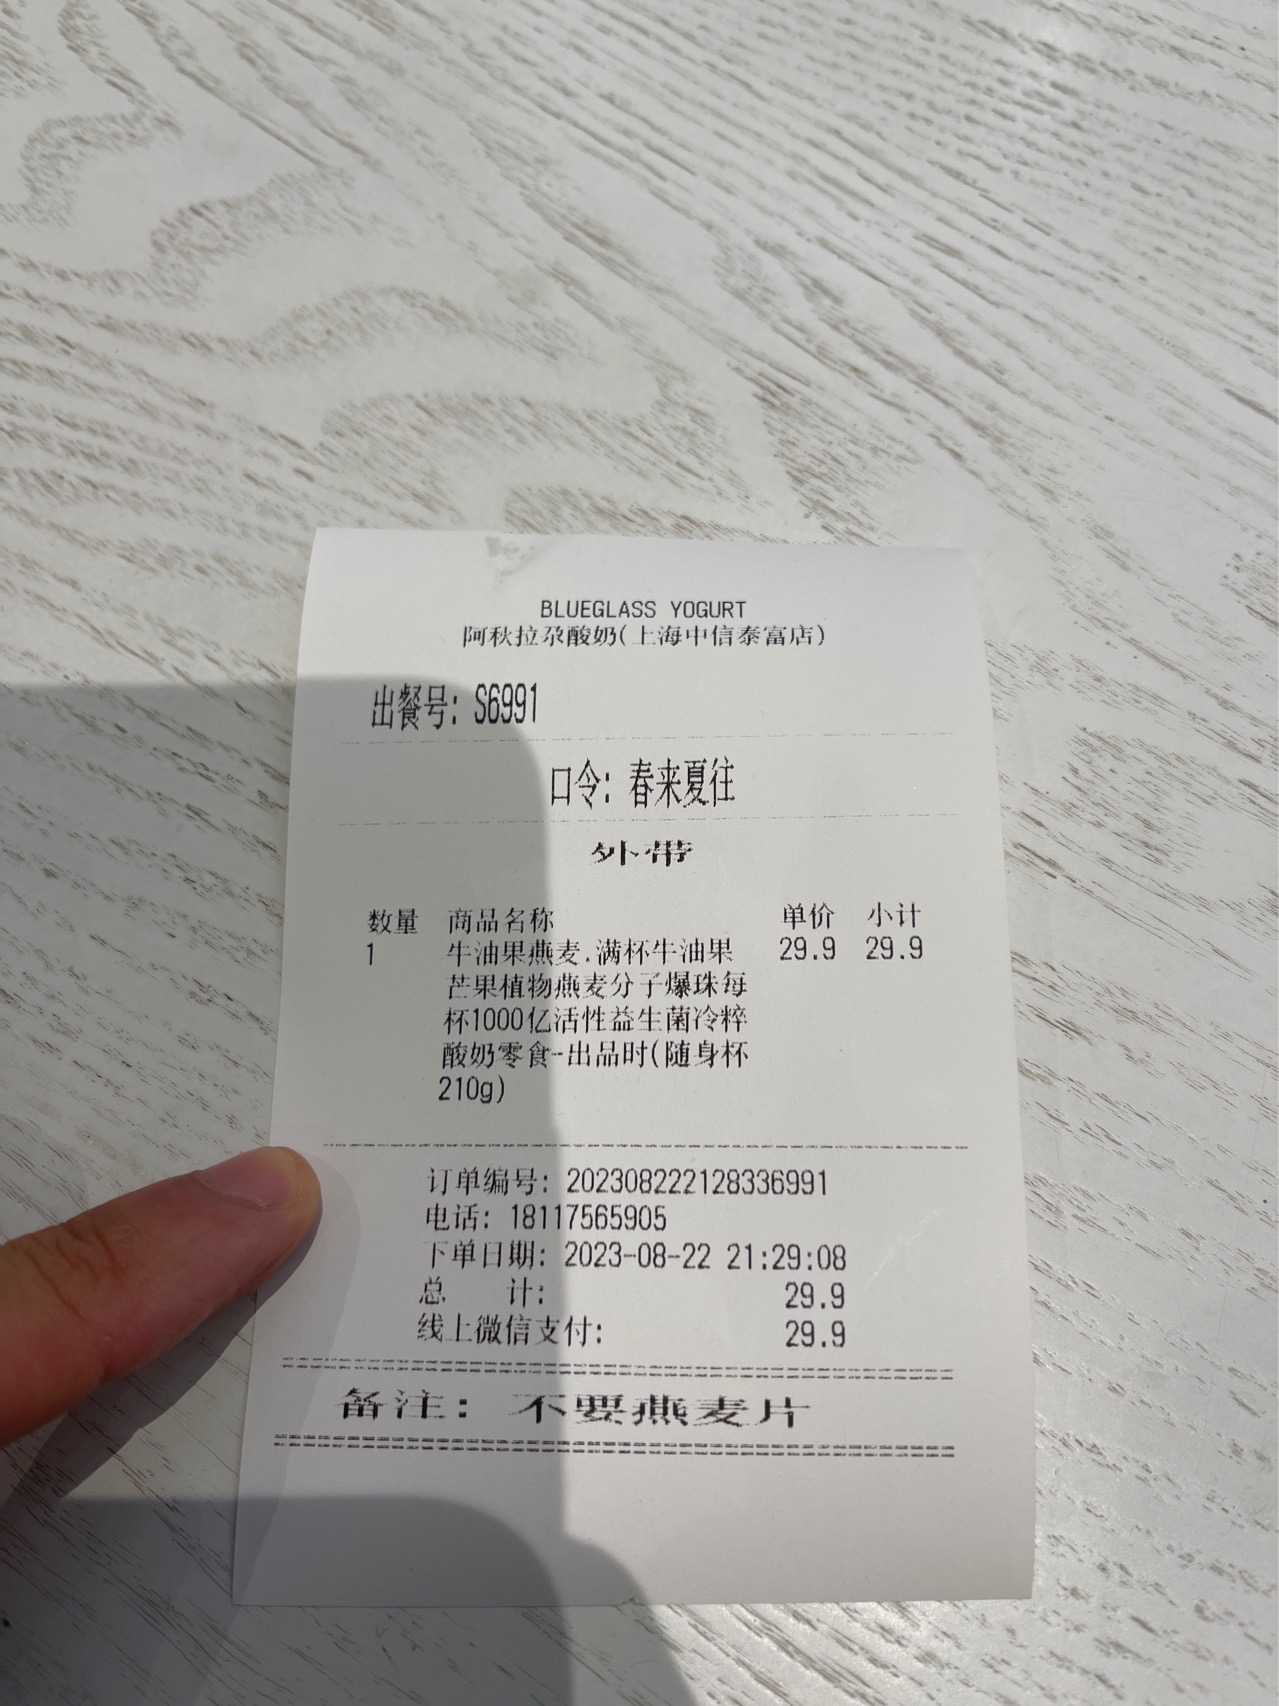 BLUEGLASS YOGURT
阿秋拉尕酸奶(上海中信泰富店)
出餐号: S6991
口令: 春来夏往
外带
数量 商品名称 单价 小计
1 牛油果燕麦.满杯牛油果 29.9 29.9
芒果植物燕麦分子爆珠每
杯1000亿活性益生菌冷粹
酸奶零食-出品时(随身杯
210g)
订单编号: 202308222128336991
电话: 18117565905
下单日期: 2023-08-22 21:29:08
总 计: 29.9
线上微信支付: 29.9
备注: 不要燕麦片